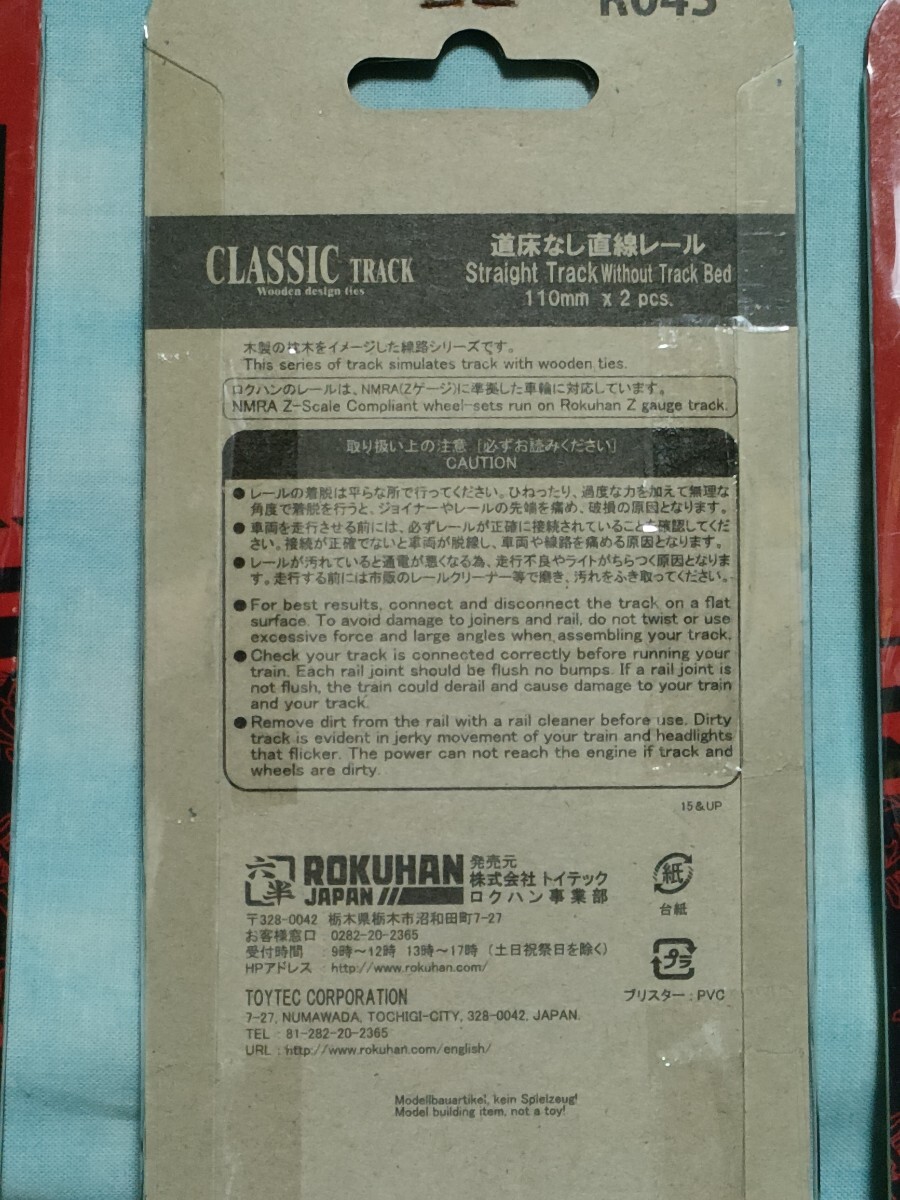 R043
CLASSIC TRACK
Wooden design ties
道床なし直線レール
Straight Track Without Track Bed
110mm x 2 pcs.
木製の枕木をイメージした線路シリーズです。
This series of track simulates track with wooden ties.
ロクハンのレールは、NMRA(Zゲージ)に準拠した車輪に対応しています。
NMRA Z-Scale Compliant wheel-sets run on Rokuhan Z gauge track.
取り扱い上の注意 [必ずお読みください]
CAUTION
● レールの着脱は平らな所で行ってください。ひねったり、過度な力を加えて無理な
角度で着脱を行うと、ジョイナーやレールの先端を痛め、破損の原因となります。
● 車両を走行させる前には、必ずレールが正確に接続されていることを確認してくだ
さい。接続が正確でないと車両が脱線し、車両や線路を痛める原因となります。
● レールが汚れていると通電が悪くなる為、走行不良やライトがちらつく原因となりま
す。走行する前には市販のレールクリーナー等で磨き、汚れをふき取ってください。
● For best results, connect and disconnect the track on a flat
surface. To avoid damage to joiners and rail, do not twist or use
excessive force and large angles when assembling your track.
● Check your track is connected correctly before running your
train. Each rail joint should be flush no bumps. If a rail joint is
not flush, the train could derail and cause damage to your train
and your track.
● Remove dirt from the rail with a rail cleaner before use. Dirty
track is evident in jerky movement of your train and headlights
that flicker. The power can not reach the engine if track and
wheels are dirty.
15&UP
六半 ROKUHAN
JAPAN
発売元
株式会社 トイテック
ロクハン事業部
〒328-0042 栃木県栃木市沼和田町7-27
お客様窓口 : 0282-20-2365
受付時間 : 9時〜12時 13時〜17時 (土日祝祭日を除く)
HPアドレス : http://www.rokuhan.com/
紙
台紙
プラ
ブリスター : PVC
TOYTEC CORPORATION
7-27, NUMAWADA, TOCHIGI-CITY, 328-0042, JAPAN.
TEL : 81-282-20-2365
URL : http://www.rokuhan.com/english/
Modellbauartikel, kein Spielzeug!
Model building item, not a toy!